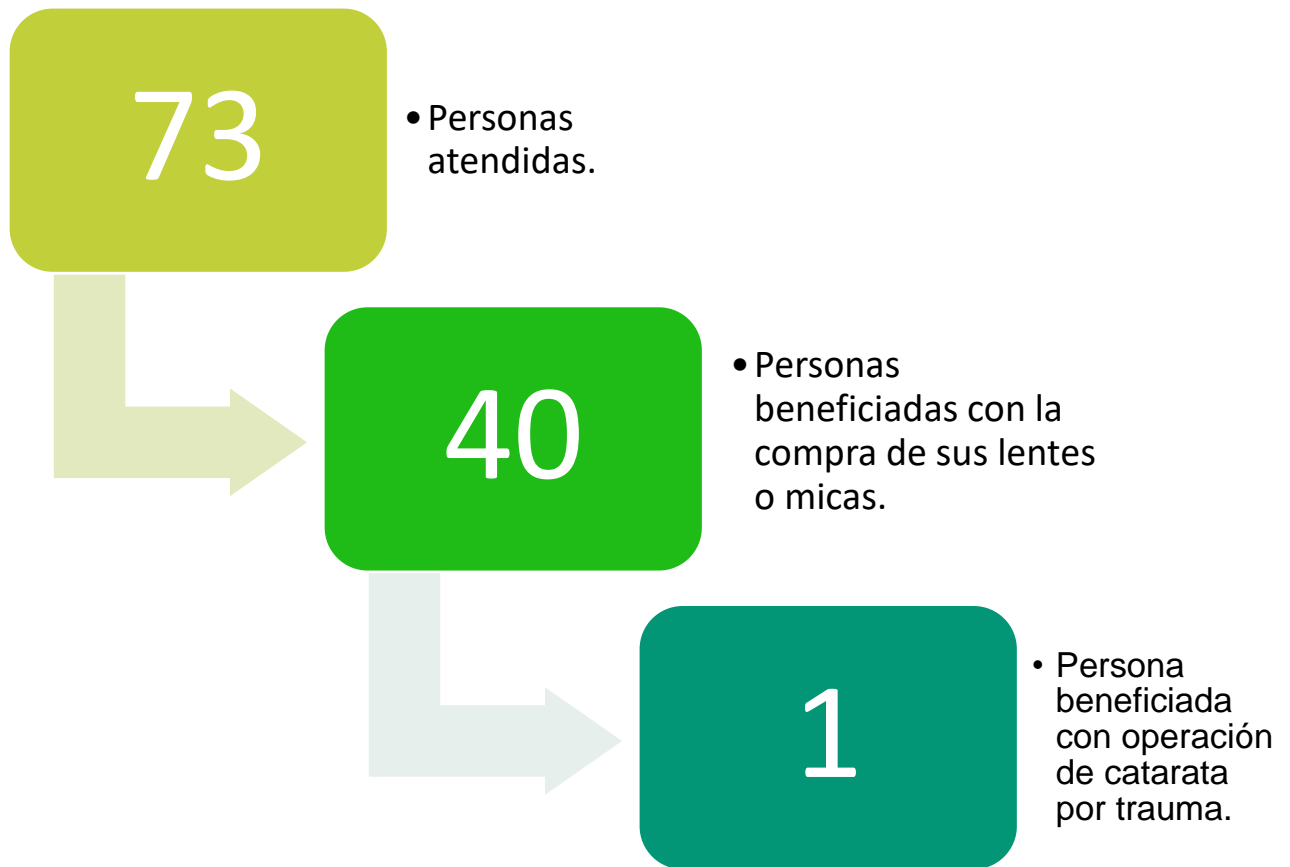 73
•Personas
atendidas.
40
•Personas
beneficiadas con la
compra de sus lentes
o micas.
1
• Persona
beneficiada
con operación
de catarata
por trauma.